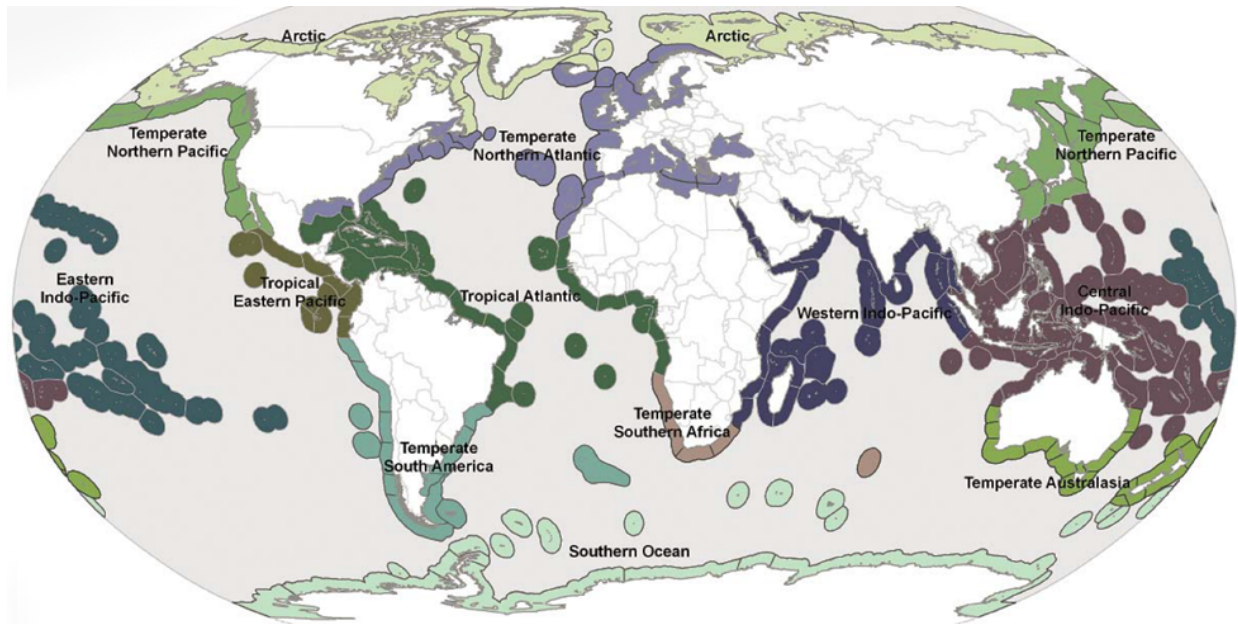 Arctic
Arctic
Temperate
Northern Pacific
Temperate
Northern Atlantic
Temperate
Northern Pacific
Eastern
Indo-Pacific
Tropical
Eastern Pacific
Tropical Atlantic
Western Indo-Pacific
Central
Indo-Pacific
Temperate
South America
Temperate
Southern Africa
Temperate Australasia
Southern Ocean